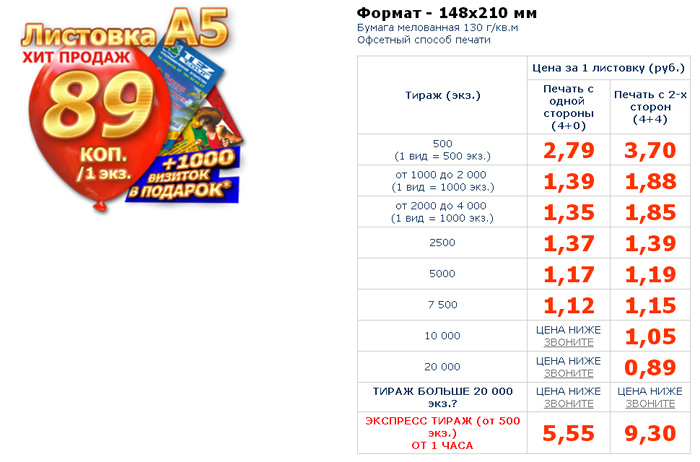 Листовка А5
ХИТ ПРОДАЖ
89
КОП.
/1 экз.
+1000
ВИЗИТОК
В ПОДАРОК*
TEZ
TOUR
Формат - 148x210 мм
Бумага мелованная 130 г/кв.м
Офсетный способ печати
Тираж (экз.)
Цена за 1 листовку (руб.)
Печать с
одной
стороны
(4+0)
Печать с 2-х
сторон
(4+4)
500
(1 вид = 500 экз.)
2,79
3,70
от 1000 до 2 000
(1 вид = 1000 экз.)
1,39
1,88
от 2000 до 4 000
(1 вид = 1000 экз.)
1,35
1,85
2500
1,37
1,39
5000
1,17
1,19
7 500
1,12
1,15
10 000
ЦЕНА НИЖЕ
ЗВОНИТЕ
1,05
20 000
ЦЕНА НИЖЕ
ЗВОНИТЕ
0,89
ТИРАЖ БОЛЬШЕ 20 000
экз.?
ЦЕНА НИЖЕ
ЗВОНИТЕ
ЦЕНА НИЖЕ
ЗВОНИТЕ
ЭКСПРЕСС ТИРАЖ (от 500
экз.)
ОТ 1 ЧАСА
5,55
9,30